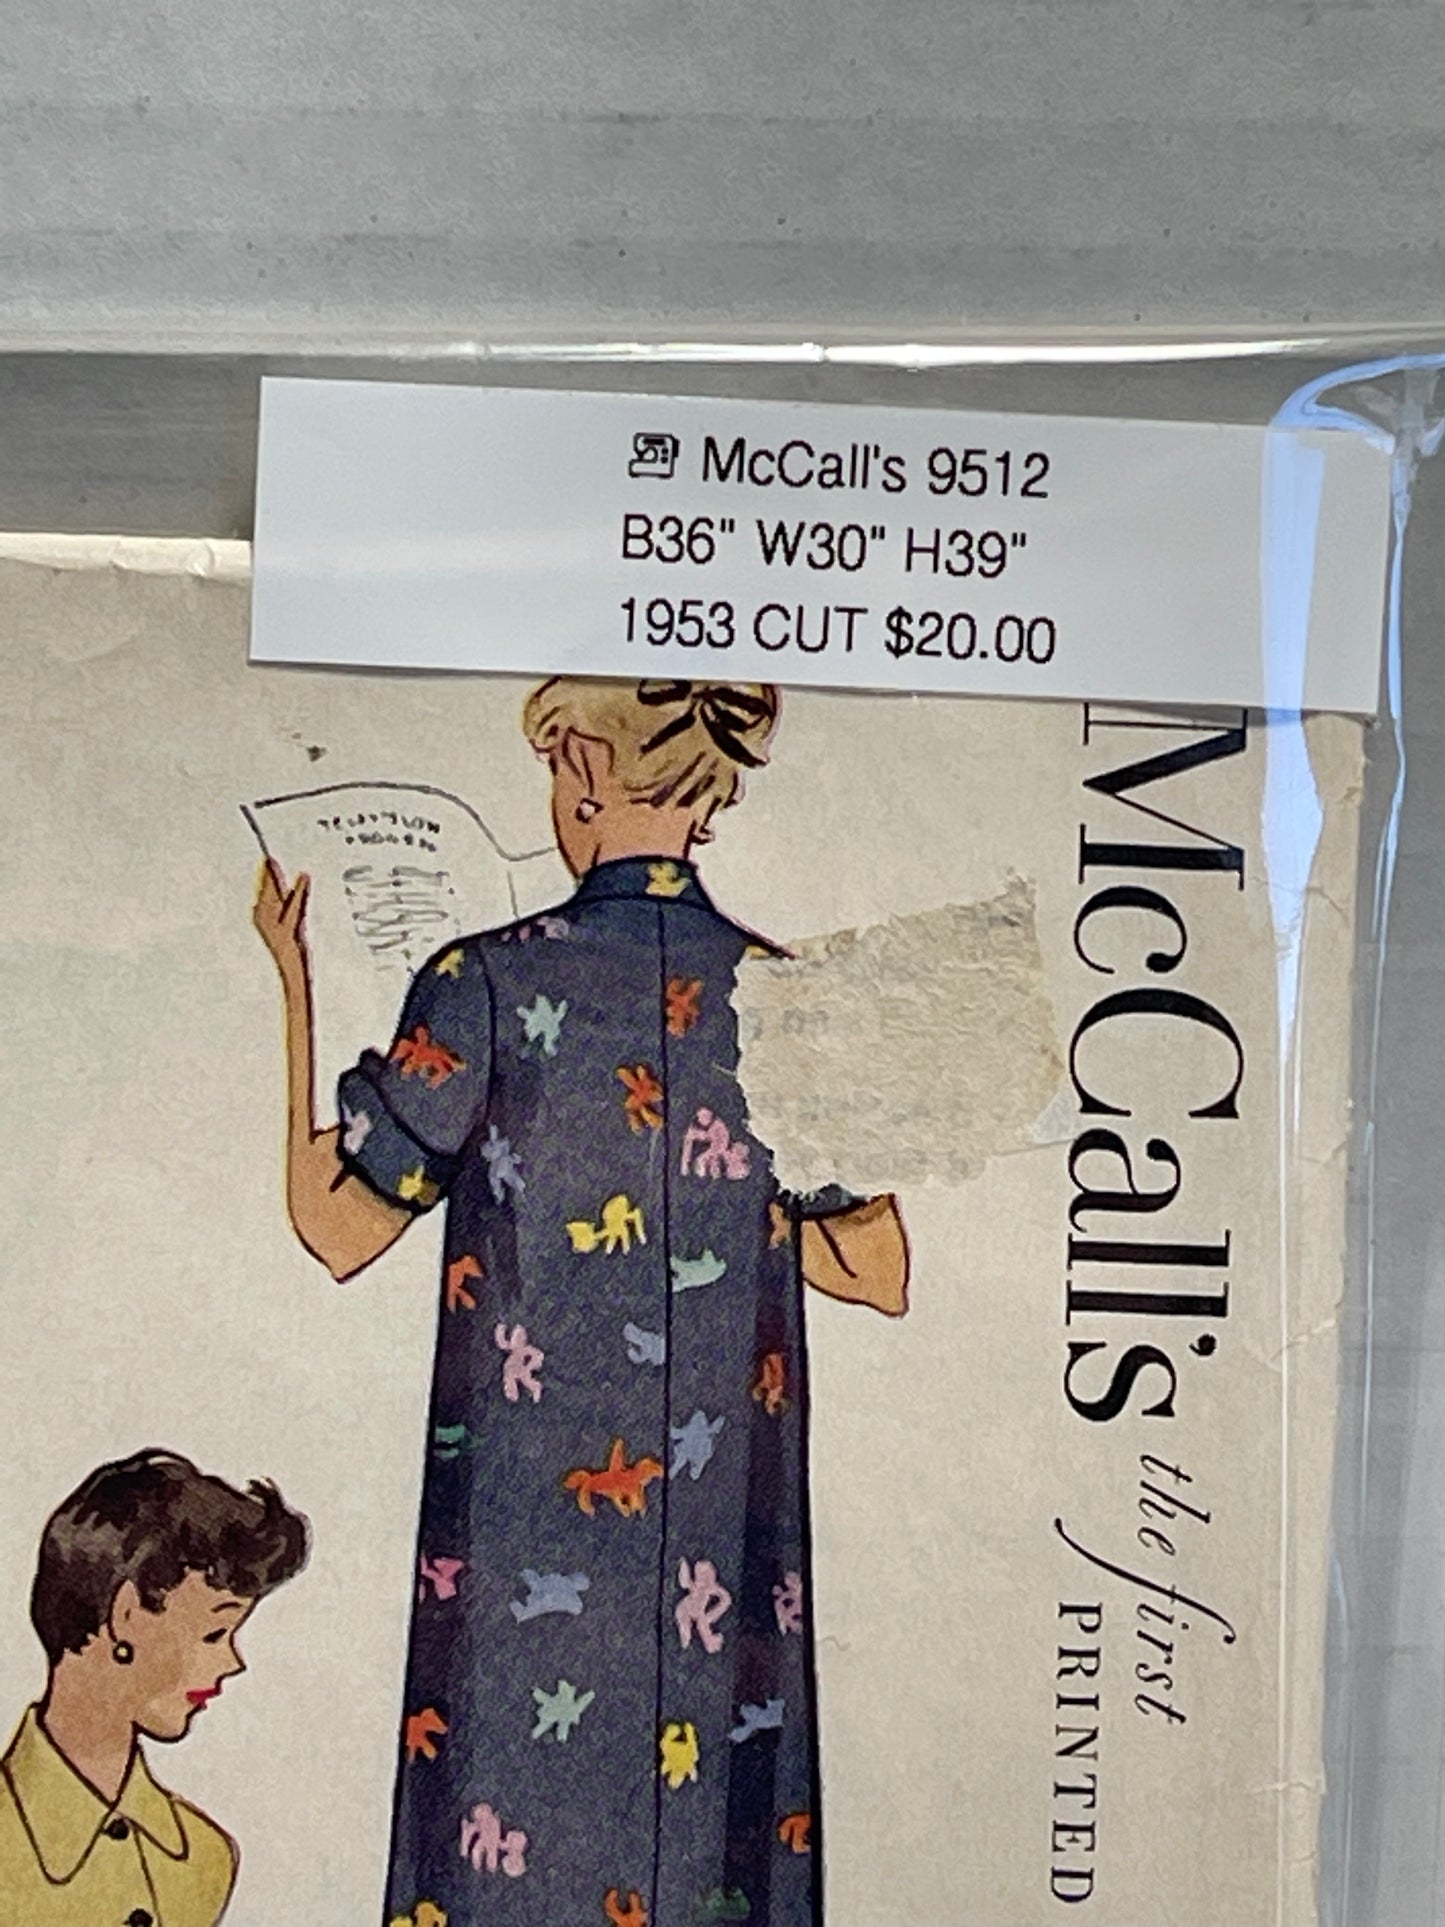 McCall's 9512
B36" W30" H39"
1953 CUT $20.00
McCall's the first
PRINTED